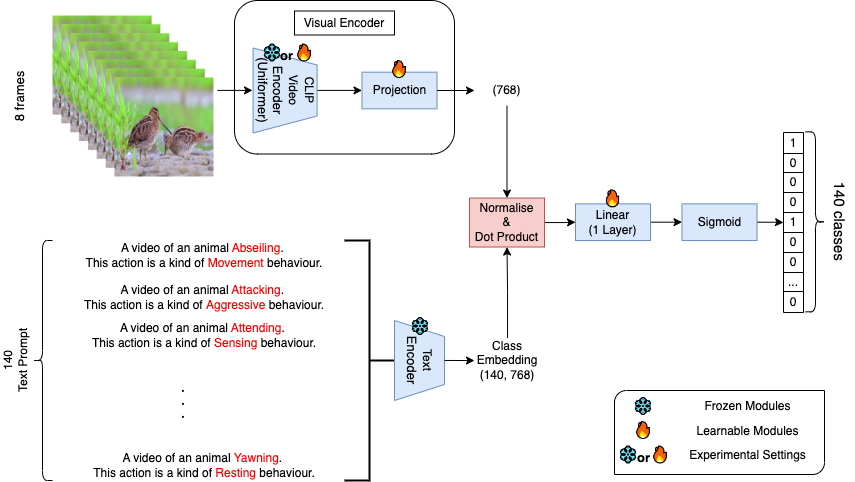 Visual Encoder
8 frames
or
CLIP
Video
Encoder
(Uniformer)
Projection
(768)
Normalise
&
Dot Product
Linear
(1 Layer)
Sigmoid
1
0
0
0
1
0
0
...
0
140 classes
140
Text Prompt
A video of an animal Abseiling.
This action is a kind of Movement behaviour.
A video of an animal Attacking.
This action is a kind of Aggressive behaviour.
A video of an animal Attending.
This action is a kind of Sensing behaviour.
.
.
.
A video of an animal Yawning.
This action is a kind of Resting behaviour.
Text
Encoder
Class
Embedding
(140, 768)
Frozen Modules
Learnable Modules
or Experimental Settings